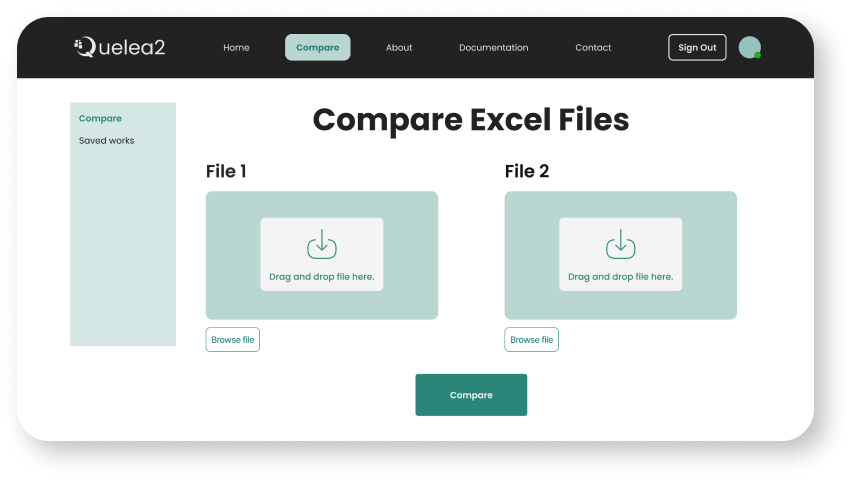 Quelea2
Home
Compare
About
Documentation
Contact
Sign Out
Compare
Saved works
Compare Excel Files
File 1
File 2
Drag and drop file here.
Drag and drop file here.
Browse file
Browse file
Compare